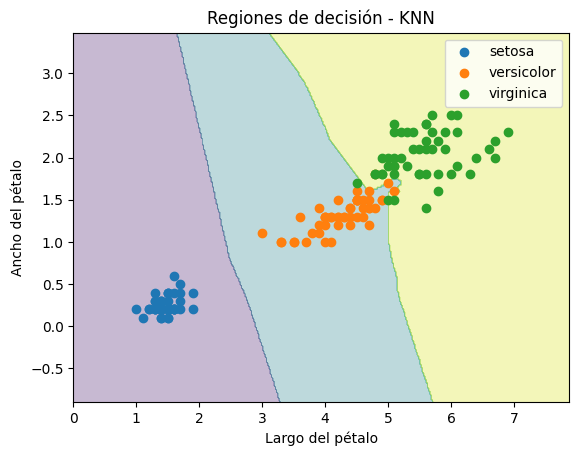 Regiones de decisión - KNN
setosa
versicolor
virginica
Ancho del pétalo
3.0
2.5
2.0
1.5
1.0
0.5
0.0
−0.5
0 1 2 3 4 5 6 7
Largo del pétalo